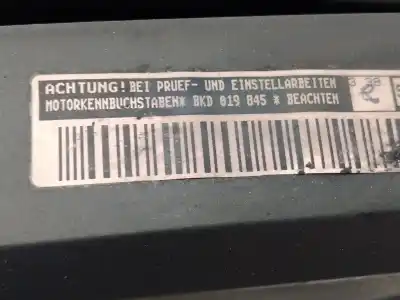 ACHTUNG! BEI PRUEF- UND EINSTELLARBEITEN
MOTORKENNBUCHSTABEN* BKD 019 845 * BEACHTEN